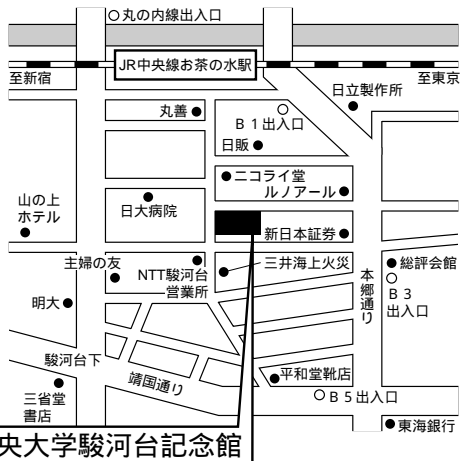 丸の内線出入口
JR中央線お茶の水駅
至新宿
至東京
日立製作所
丸善
B1出入口
日販
ニコライ堂
ルノアール
日大病院
山の上
ホテル
新日本証券
主婦の友
NTT駿河台
営業所
三井海上火災
本郷通り
総評会館
B3
出入口
明大
駿河台下
靖国通り
平和堂靴店
三省堂
書店
B5出入口
東海銀行
央大学駿河台記念館